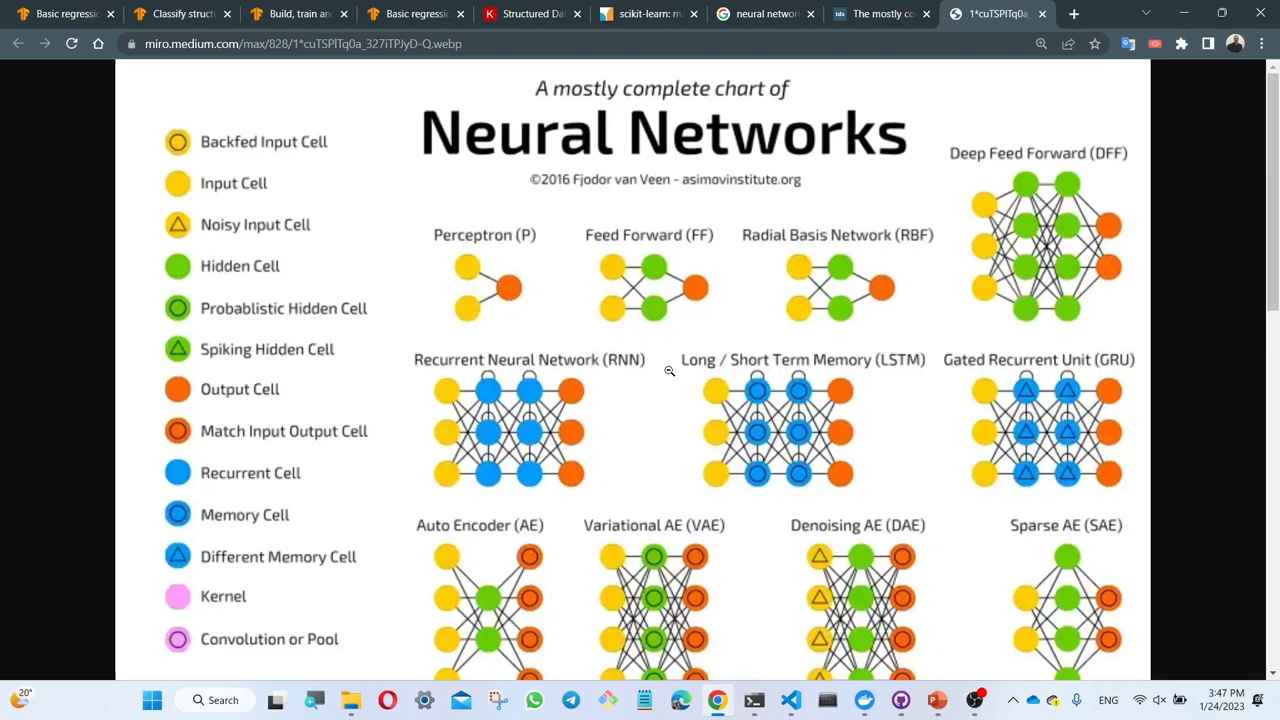 Basic regressi
Classify struct
Build, train an
Basic regressi
Structured Dat
scikit-learn: m
neural network
The mostly co
1*cuTSPlTq0a_
miro.medium.com/max/828/1*cuTSPlTq0a_327iTPJyD-Q.webp
A mostly complete chart of
Neural Networks
©2016 Fjodor van Veen - asimovinstitute.org
Backfed Input Cell
Input Cell
Noisy Input Cell
Hidden Cell
Probablistic Hidden Cell
Spiking Hidden Cell
Output Cell
Match Input Output Cell
Recurrent Cell
Memory Cell
Different Memory Cell
Kernel
Convolution or Pool
Deep Feed Forward (DFF)
Perceptron (P)
Feed Forward (FF)
Radial Basis Network (RBF)
Recurrent Neural Network (RNN)
Long / Short Term Memory (LSTM)
Gated Recurrent Unit (GRU)
Auto Encoder (AE)
Variational AE (VAE)
Denoising AE (DAE)
Sparse AE (SAE)
20°
Search
ENG
3:47 PM
1/24/2023